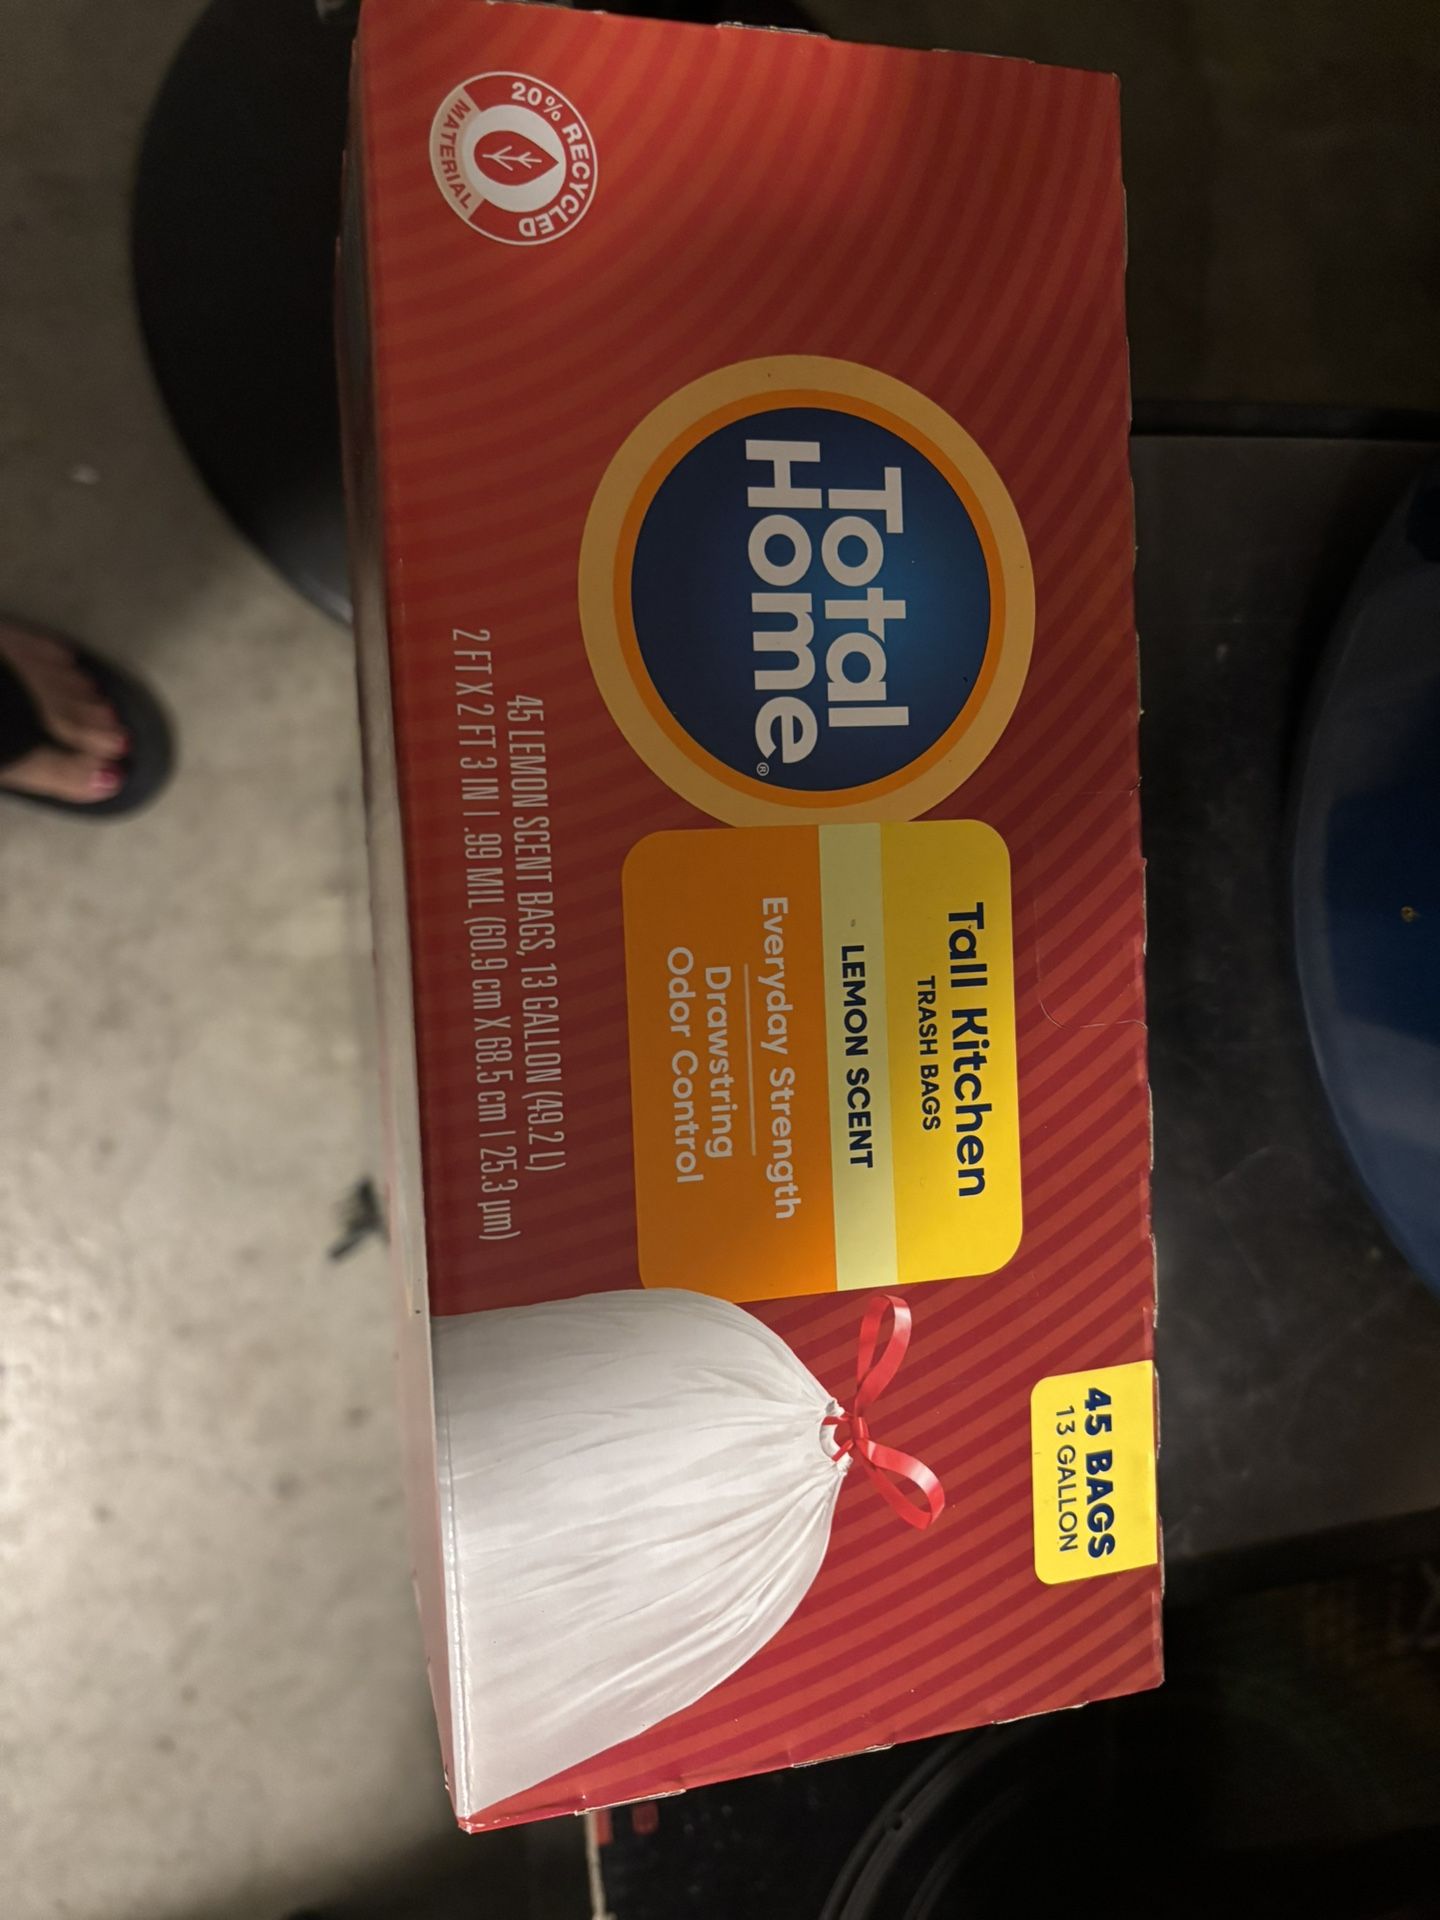 45 BAGS
13 GALLON
Total
Home®
Tall Kitchen
TRASH BAGS
LEMON SCENT
Everyday Strength
Drawstring
Odor Control
45 LEMON SCENT BAGS, 13 GALLON (49.2 L)
2 FT X 2 FT 3 IN | .99 MIL (60.9 cm X 68.5 cm | 25.3 µm)
20% RECYCLED
MATERIAL